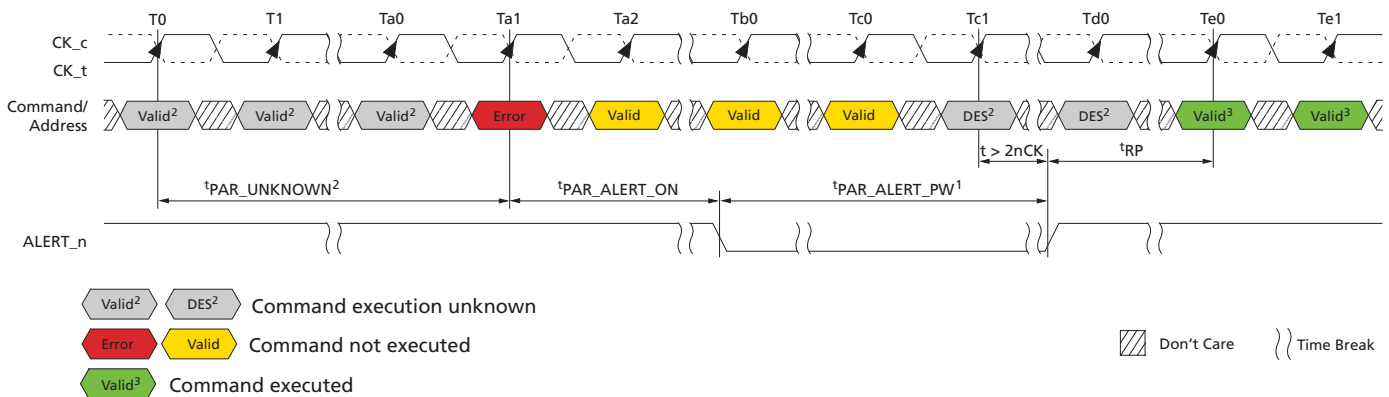 T0 T1 Ta0 Ta1 Ta2 Tb0 Tc0 Tc1 Td0 Te0 Te1
CK_c
CK_t
Command/
Address
Valid² Valid² Valid² Error Valid Valid Valid DES² DES² Valid³ Valid³
t > 2nCK ᵗRP
ᵗPAR_UNKNOWN² ᵗPAR_ALERT_ON ᵗPAR_ALERT_PW¹
ALERT_n
Valid² DES² Command execution unknown
Error Valid Command not executed
Don't Care Time Break
Valid³ Command executed